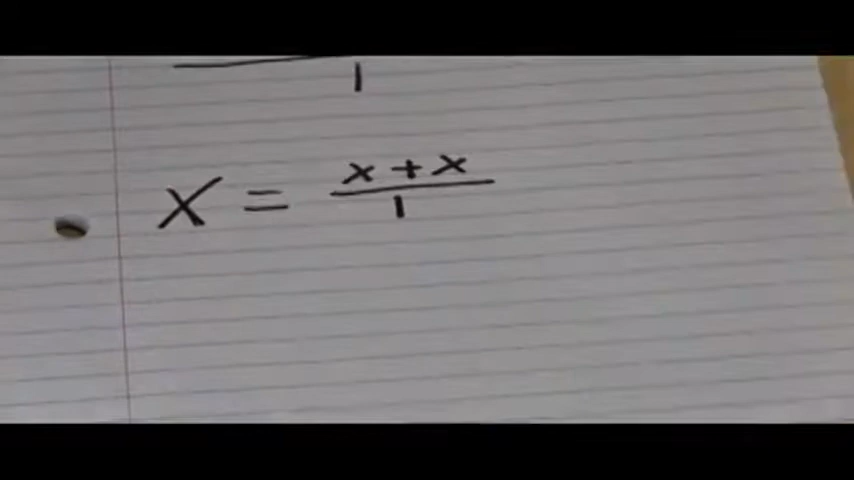 1
X = x + x / 1